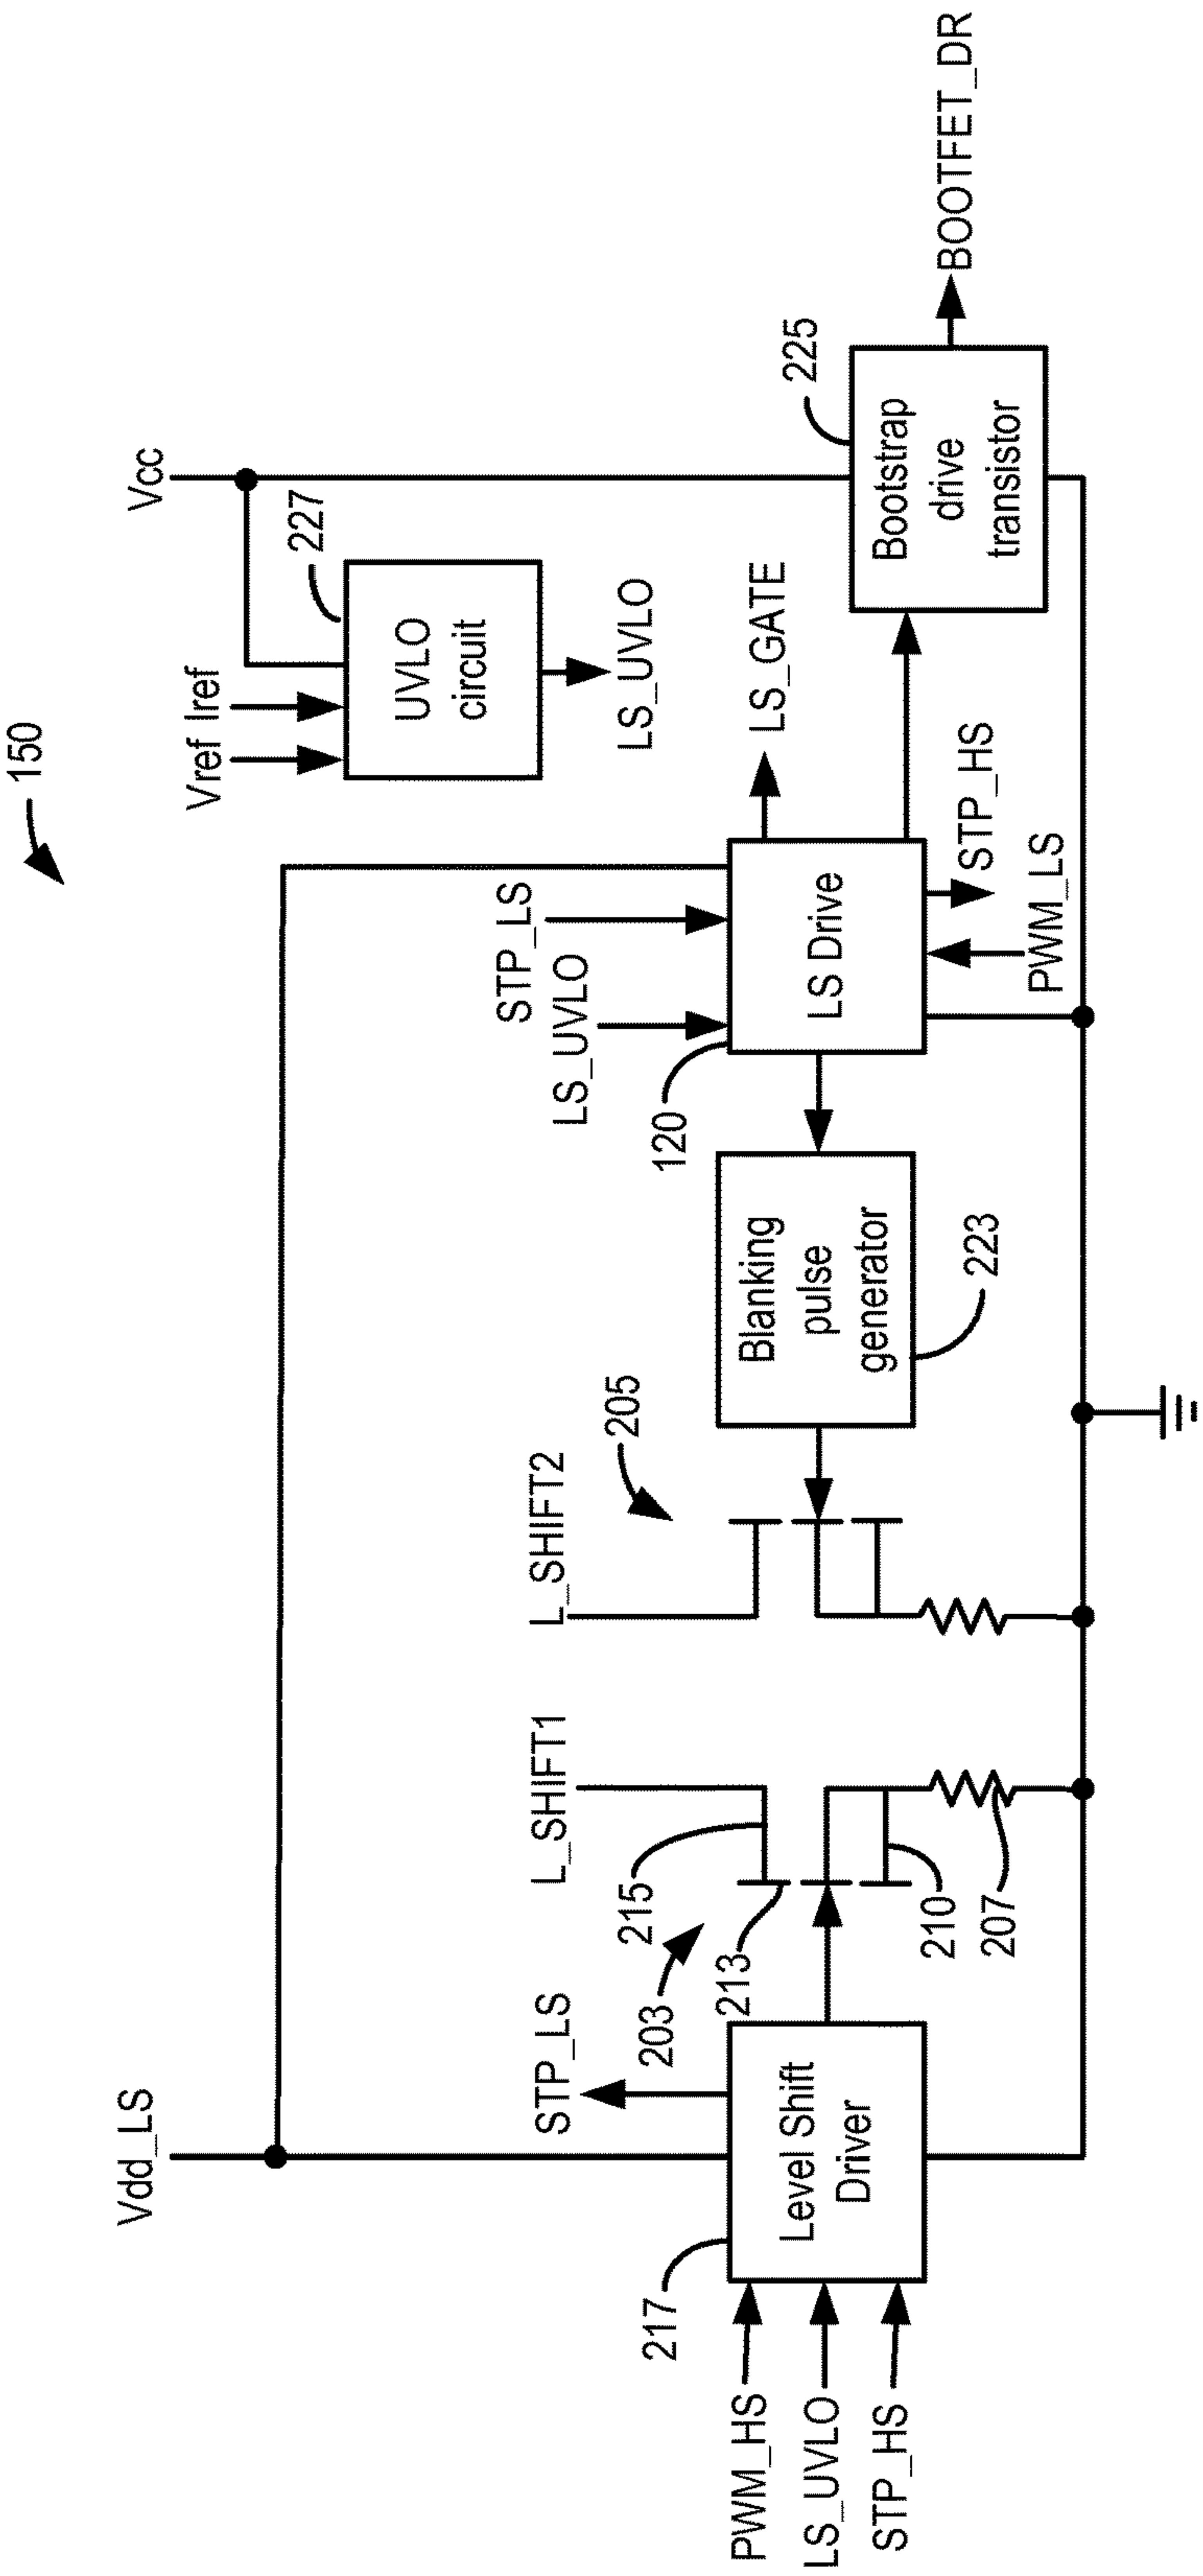 150
Vdd_LS
Vcc
Vref
Iref
227
UVLO
circuit
LS_UVLO
STP_LS
L_SHIFT1
L_SHIFT2
205
STP_LS
LS_UVLO
LS_GATE
225
217
203
215
213
120
PWM_HS
LS_UVLO
STP_HS
Level Shift
Driver
210
207
Blanking
pulse
generator
223
LS Drive
STP_HS
PWM_LS
Bootstrap
drive
transistor
BOOTFET_DR